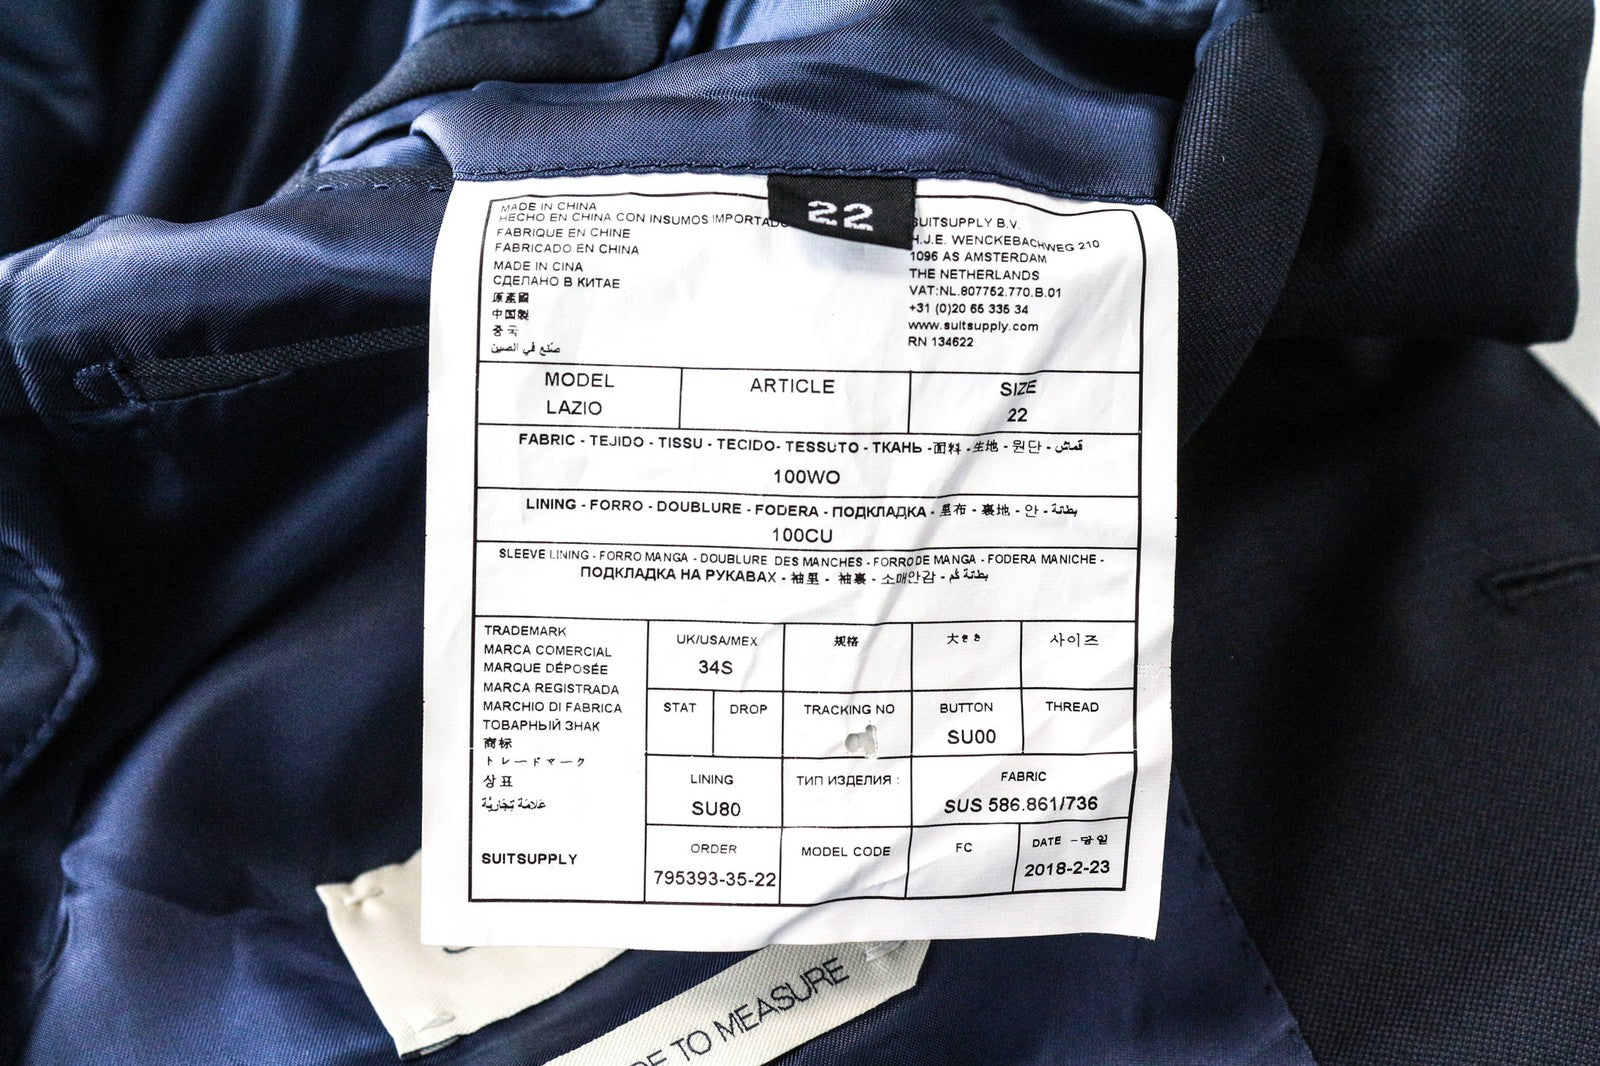 MADE IN CHINA
HECHO EN CHINA CON INSUMOS IMPORTAD
FABRIQUE EN CHINE
FABRICADO EN CHINA
MADE IN CINA
СДЕЛАНО В КИТАЕ
原產國
中国製
중국
صنع في الصين
22
SUITSUPPLY B.V.
H.J.E. WENCKEBACHWEG 210
1096 AS AMSTERDAM
THE NETHERLANDS
VAT:NL.807752.770.B.01
+31 (0)20 65 335 34
www.suitsupply.com
RN 134622
MODEL
LAZIO
ARTICLE
SIZE
22
FABRIC - TEJIDO - TISSU - TECIDO- TESSUTO - ТКАНЬ -面料 -生地 - 원단 - قماش
100WO
LINING - FORRO - DOUBLURE - FODERA - ПОДКЛАДКА - 里布 - 裏地 - 안 - بطانة
100CU
SLEEVE LINING - FORRO MANGA - DOUBLURE DES MANCHES - FORRO DE MANGA - FODERA MANICHE -
ПОДКЛАДКА НА РУКАВАХ - 袖里 - 袖裏 - 소매안감 - بطانة كم
TRADEMARK
MARCA COMERCIAL
MARQUE DÉPOSÉE
MARCA REGISTRADA
MARCHIO DI FABRICA
ТОВАРНЫЙ ЗНАК
商标
トレードマーク
상표
علامة تجارية
SUITSUPPLY
UK/USA/MEX
34S
规格
大きさ
사이즈
STAT
DROP
TRACKING NO
BUTTON
SU00
THREAD
LINING
SU80
ТИП ИЗДЕЛИЯ :
FABRIC
SUS 586.861/736
ORDER
795393-35-22
MODEL CODE
FC
DATE -당일
2018-2-23
DE TO MEASURE